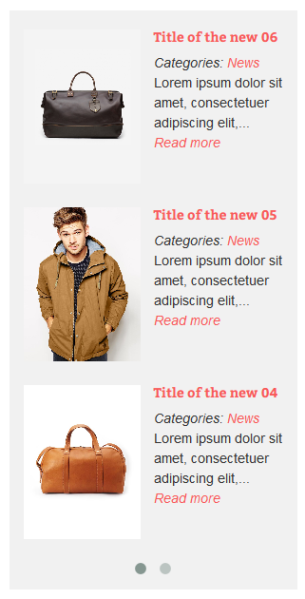 Title of the new 06
Categories: News
Lorem ipsum dolor sit
amet, consectetuer
adipiscing elit,...
Read more
Title of the new 05
Categories: News
Lorem ipsum dolor sit
amet, consectetuer
adipiscing elit,...
Read more
Title of the new 04
Categories: News
Lorem ipsum dolor sit
amet, consectetuer
adipiscing elit,...
Read more